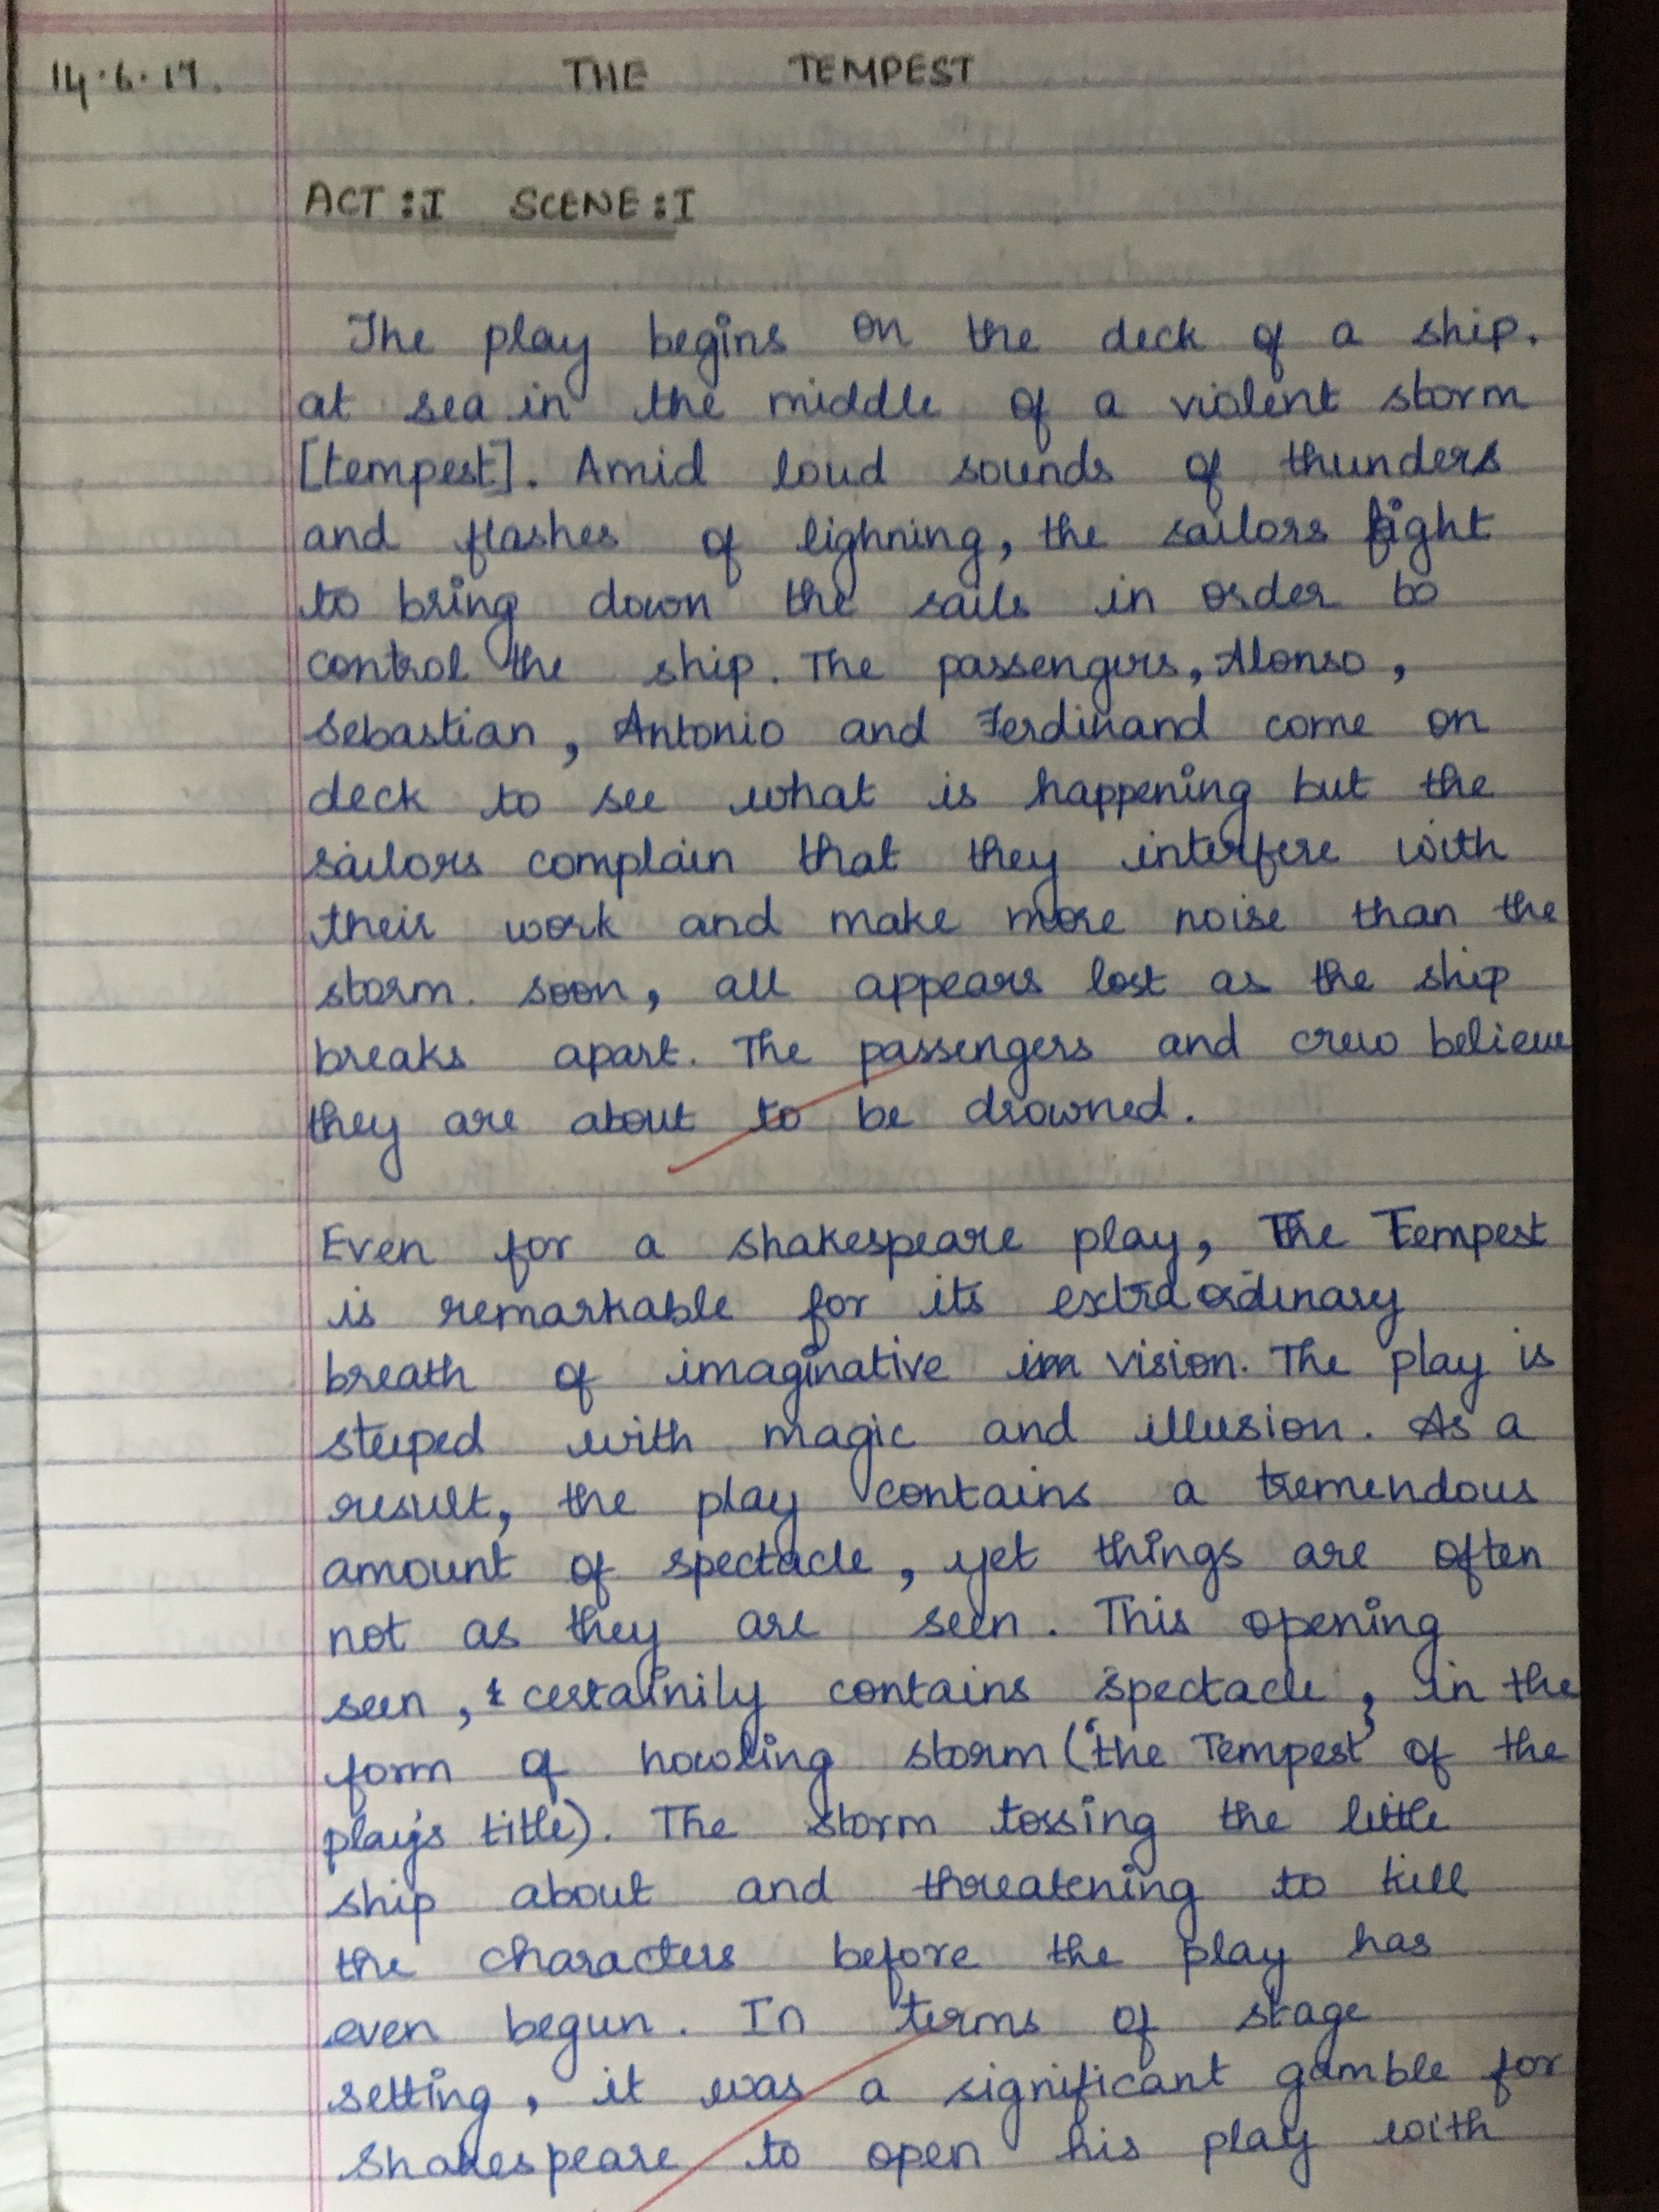 14.6.17. THE TEMPEST
ACT:I SCENE:I
The play begins on the deck of a ship.
at sea in the middle of a violent storm
[tempest]. Amid loud sounds of thunders
and flashes of lighning, the sailors fight
to bring down the sails in order to
control the ship. The passengers, Alonso,
Sebastian, Antonio and Ferdinand come on
deck to see what is happening but the
sailors complain that they interfere with
their work and make more noise than the
storm. soon, all appears lost as the ship
breaks apart. The passengers and crew believe
they are about to be drowned.
Even for a shakespeare play, The Tempest
is remarkable for its extraordinary
breath of imaginative im vision. The play is
steeped with magic and illusion. As a
result, the play contains a tremendous
amount of spectacle, yet things are often
not as they are seen. This opening
seen, certainily contains spectacle, in the
form of howling storm ('the Tempest' of the
play's title). The storm tossing the little
ship about and threatening to kill
the characters before the play has
even begun. In terms of stage
setting, it was a significant gamble for
Shakespeare to open his play with